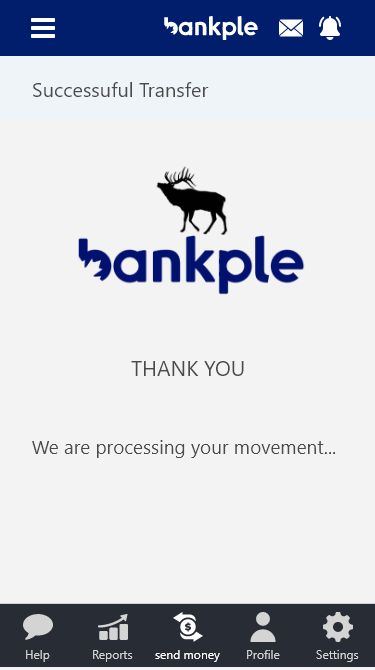 bankple
Successuful Transfer
bankple
THANK YOU
We are processing your movement...
Help
Reports
send money
Profile
Settings